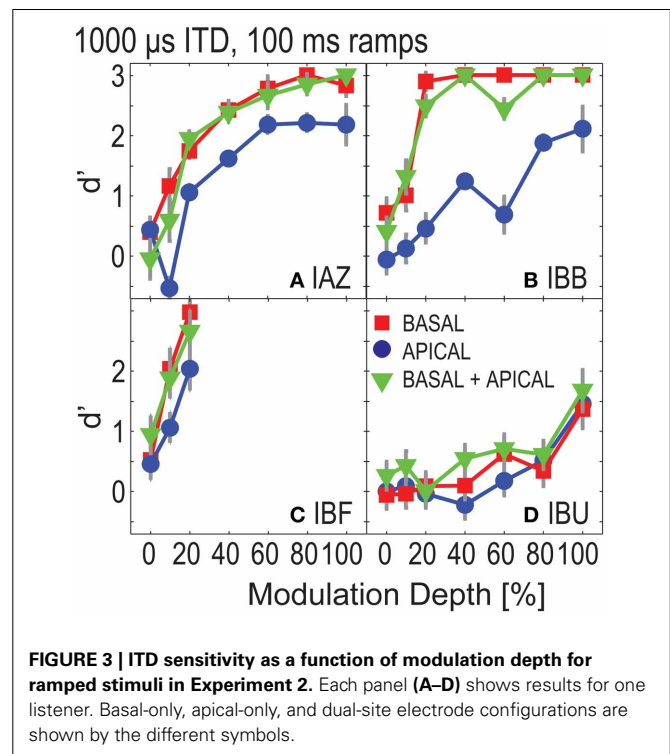 1000 µs ITD, 100 ms ramps
3
2
1
0
d'
A IAZ
B IBB
BASAL
APICAL
BASAL + APICAL
2
1
0
d'
C IBF
D IBU
0 20 40 60 80 100
0 20 40 60 80 100
Modulation Depth [%]
FIGURE 3 | ITD sensitivity as a function of modulation depth for
ramped stimuli in Experiment 2. Each panel (A–D) shows results for one
listener. Basal-only, apical-only, and dual-site electrode configurations are
shown by the different symbols.